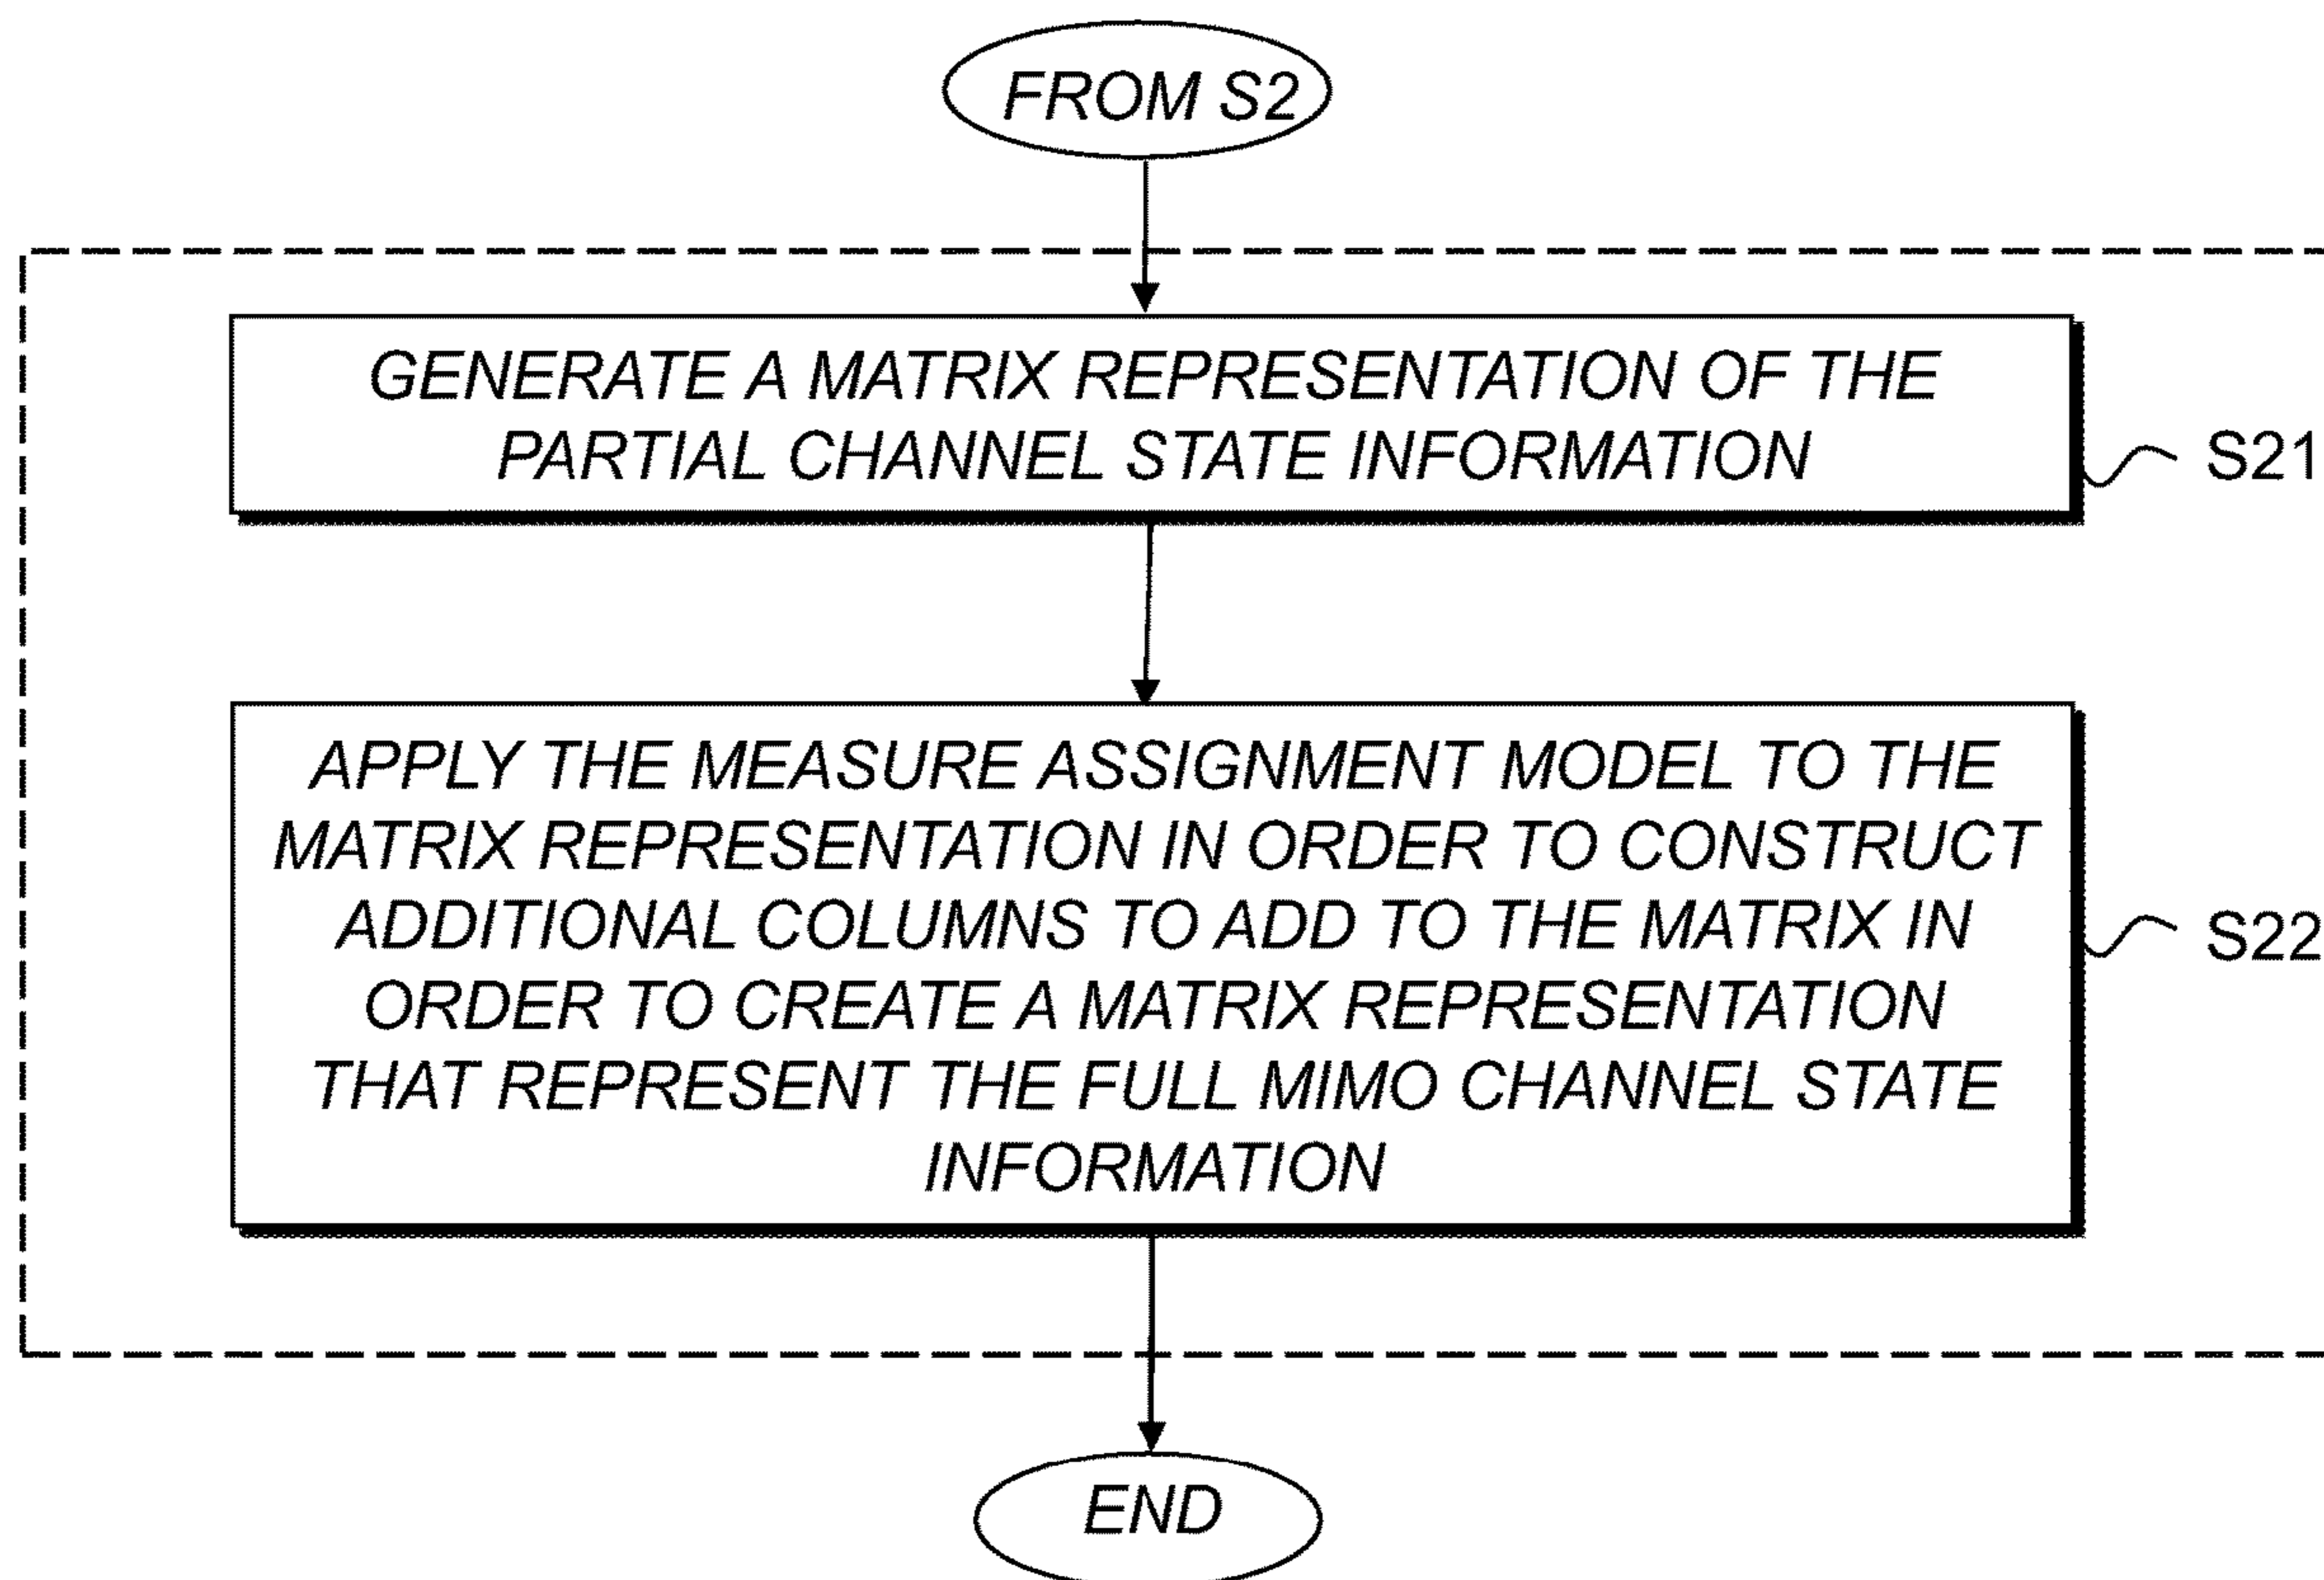 FROM S2
GENERATE A MATRIX REPRESENTATION OF THE
PARTIAL CHANNEL STATE INFORMATION
S21
APPLY THE MEASURE ASSIGNMENT MODEL TO THE
MATRIX REPRESENTATION IN ORDER TO CONSTRUCT
ADDITIONAL COLUMNS TO ADD TO THE MATRIX IN
ORDER TO CREATE A MATRIX REPRESENTATION
THAT REPRESENT THE FULL MIMO CHANNEL STATE
INFORMATION
S22
END